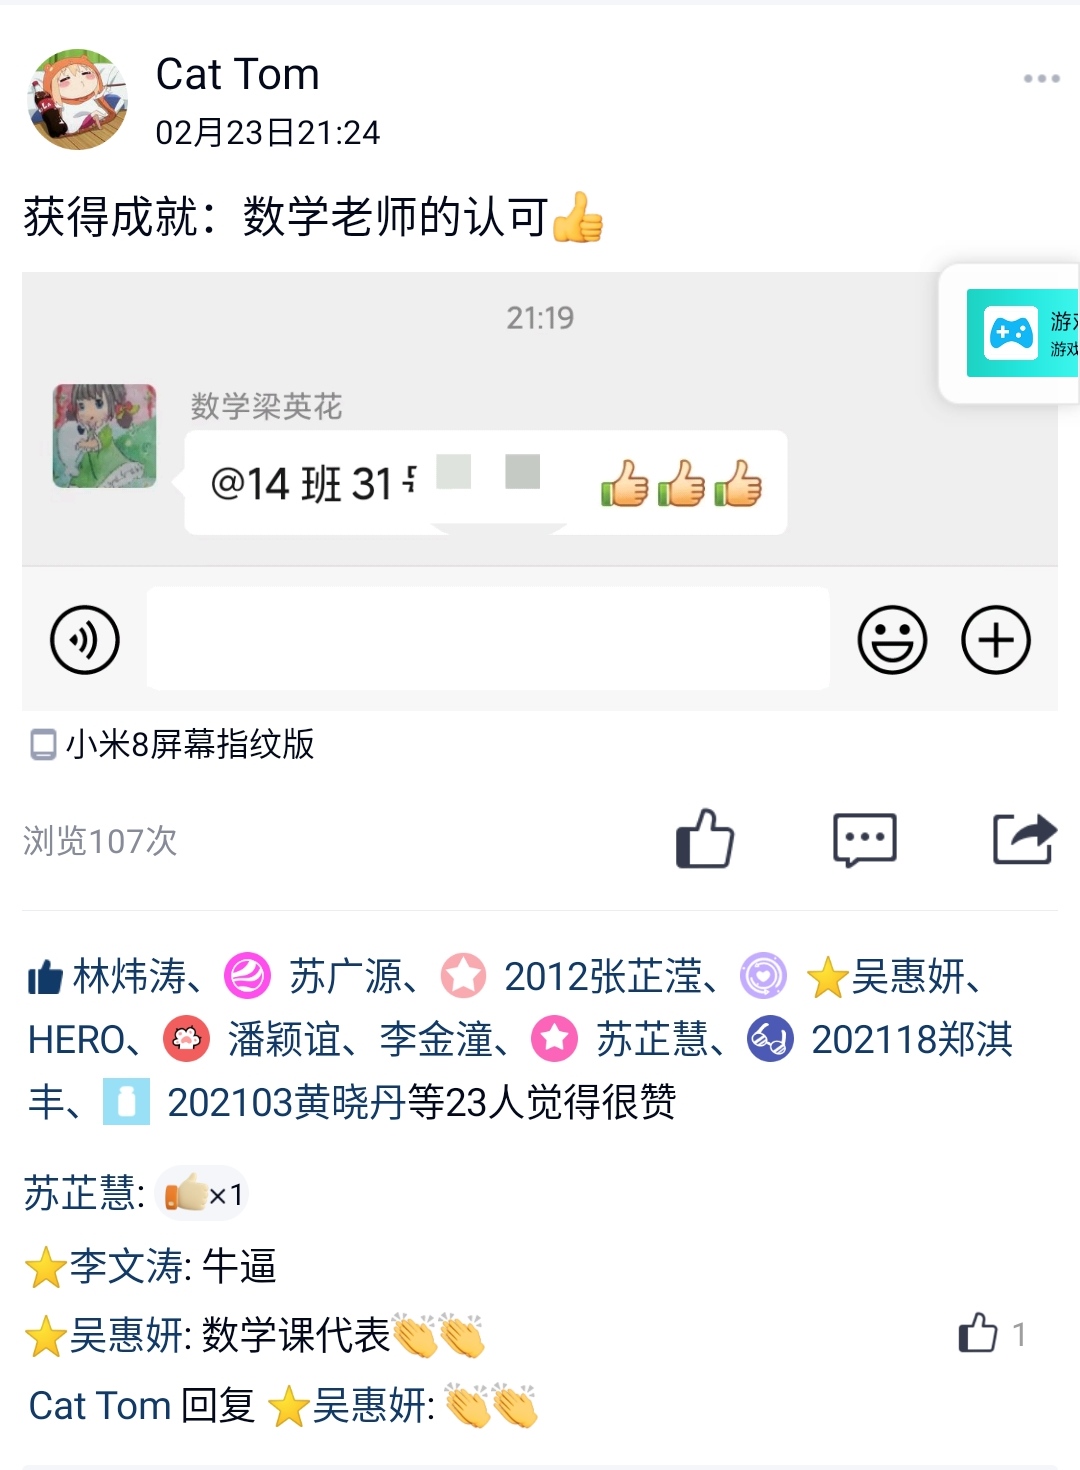 Cat Tom
02月23日21:24
获得成就：数学老师的认可👍
21:19
数学梁英花
@14 班 31 👍👍👍
小米8屏幕指纹版
浏览107次
林炜涛、 苏广源、 2012张芷滢、 ⭐吴惠妍、
HERO、 潘颖谊、李金潼、 苏芷慧、 202118郑淇
丰、 202103黄晓丹等23人觉得很赞
苏芷慧: 👍×1
⭐李文涛: 牛逼
⭐吴惠妍: 数学课代表👏👏
1
Cat Tom 回复 ⭐吴惠妍: 👏👏